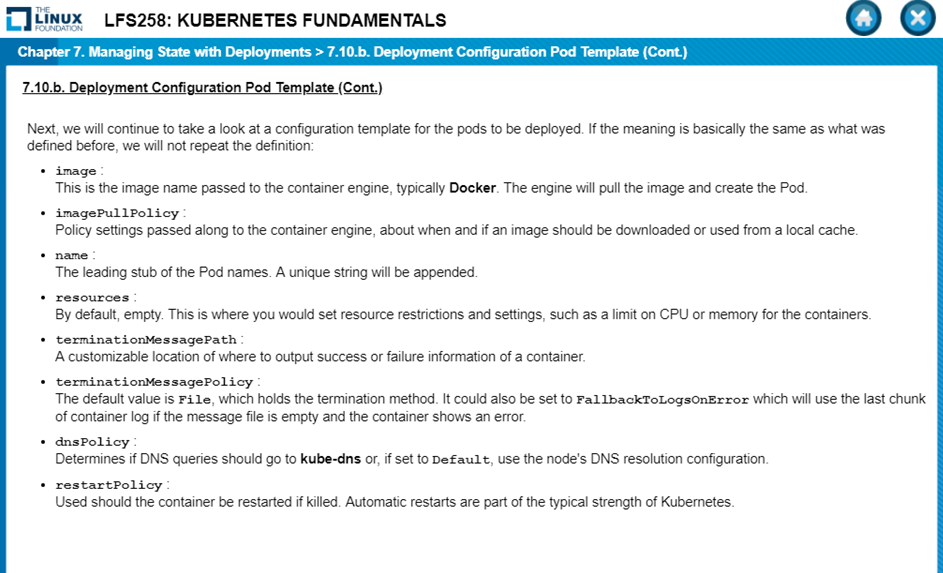 THE
LINUX
FOUNDATION
LFS258: KUBERNETES FUNDAMENTALS
Chapter 7. Managing State with Deployments > 7.10.b. Deployment Configuration Pod Template (Cont.)
7.10.b. Deployment Configuration Pod Template (Cont.)
Next, we will continue to take a look at a configuration template for the pods to be deployed. If the meaning is basically the same as what was
defined before, we will not repeat the definition:
• image :
This is the image name passed to the container engine, typically Docker. The engine will pull the image and create the Pod.
• imagePullPolicy :
Policy settings passed along to the container engine, about when and if an image should be downloaded or used from a local cache.
• name :
The leading stub of the Pod names. A unique string will be appended.
• resources :
By default, empty. This is where you would set resource restrictions and settings, such as a limit on CPU or memory for the containers.
• terminationMessagePath :
A customizable location of where to output success or failure information of a container.
• terminationMessagePolicy :
The default value is File, which holds the termination method. It could also be set to FallbackToLogsOnError which will use the last chunk
of container log if the message file is empty and the container shows an error.
• dnsPolicy :
Determines if DNS queries should go to kube-dns or, if set to Default, use the node's DNS resolution configuration.
• restartPolicy :
Used should the container be restarted if killed. Automatic restarts are part of the typical strength of Kubernetes.